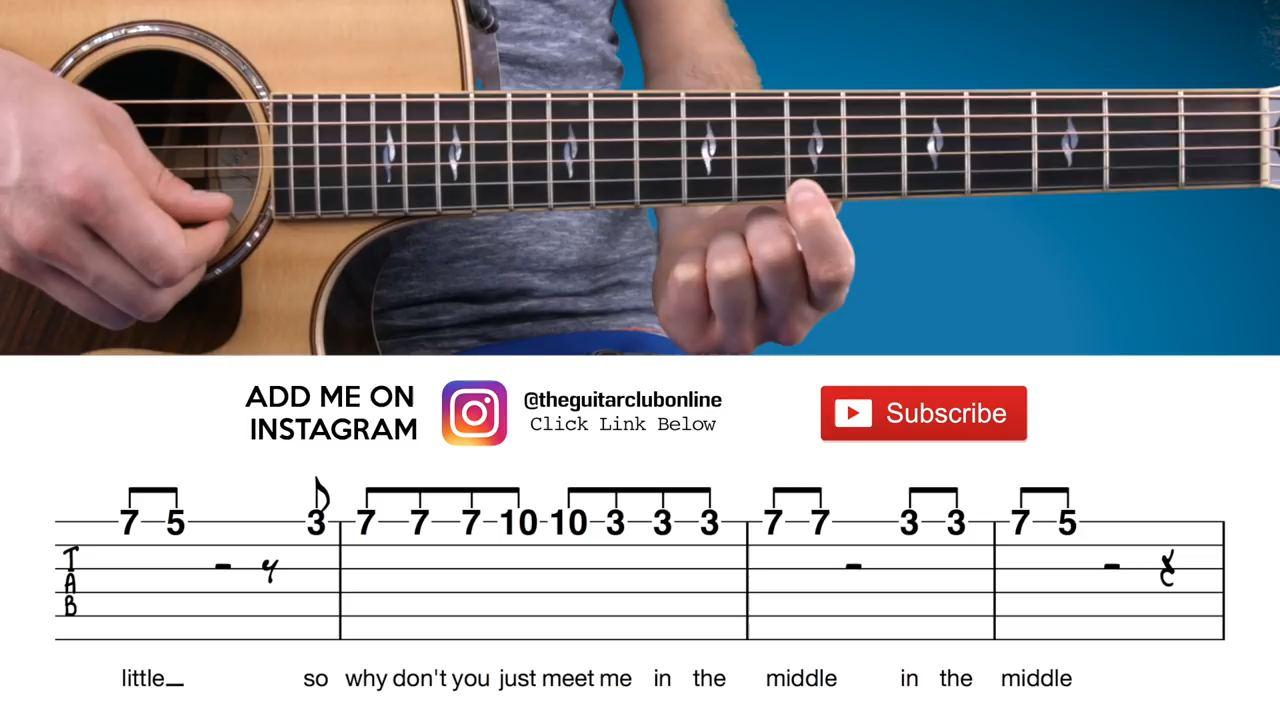 ADD ME ON
INSTAGRAM
@theguitarclubonline
Click Link Below
Subscribe
7 5 3 7 7 7 10 10 3 3 3 7 7 3 3 7 5
T
A
B
little_ so why don't you just meet me in the middle in the middle